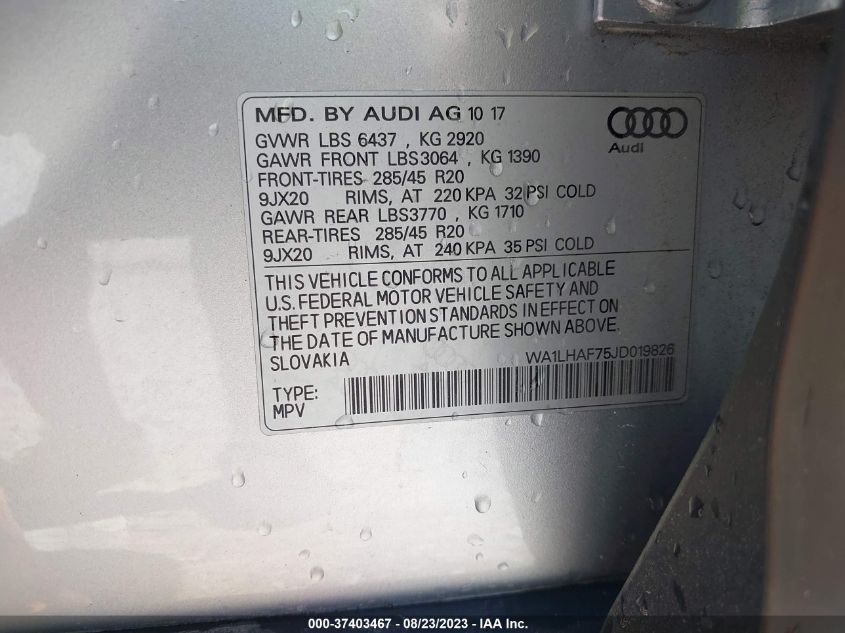 MFD. BY AUDI AG 10 17
GVWR LBS 6437 , KG 2920
GAWR FRONT LBS3064 , KG 1390
FRONT-TIRES 285/45 R20
9JX20 RIMS, AT 220 KPA 32 PSI COLD
GAWR REAR LBS3770 , KG 1710
REAR-TIRES 285/45 R20
9JX20 RIMS, AT 240 KPA 35 PSI COLD
Audi
THIS VEHICLE CONFORMS TO ALL APPLICABLE
U.S. FEDERAL MOTOR VEHICLE SAFETY AND
THEFT PREVENTION STANDARDS IN EFFECT ON
THE DATE OF MANUFACTURE SHOWN ABOVE.
SLOVAKIA WA1LHAF75JD019826
TYPE:
MPV
000-37403467 - 08/23/2023 - IAA Inc.